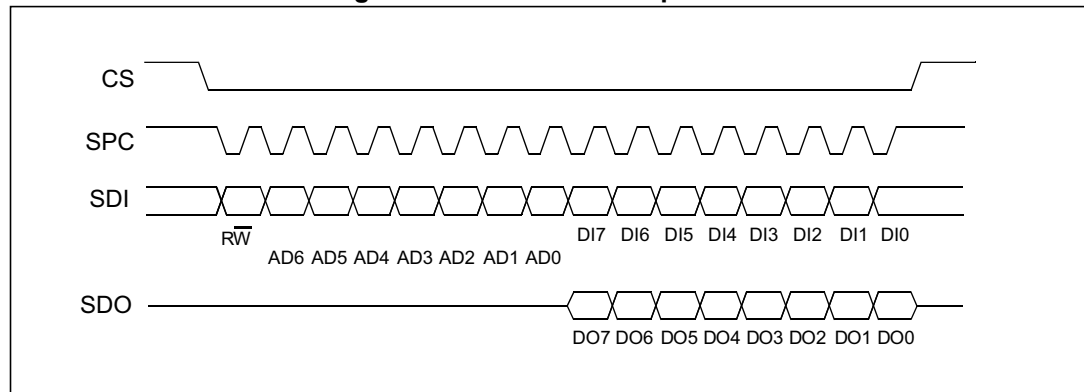 CS
SPC
SDI
RW̅
DI7 DI6 DI5 DI4 DI3 DI2 DI1 DI0
AD6 AD5 AD4 AD3 AD2 AD1 AD0
SDO
DO7 DO6 DO5 DO4 DO3 DO2 DO1 DO0